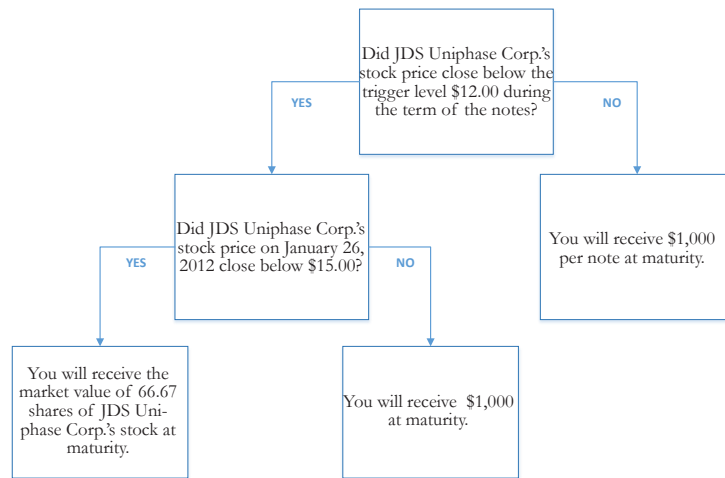 Did JDS Uniphase Corp.'s
stock price close below the
trigger level $12.00 during
the term of the notes?
YES
NO
Did JDS Uniphase Corp.'s
stock price on January 26,
2012 close below $15.00?
You will receive $1,000
per note at maturity.
YES
NO
You will receive the
market value of 66.67
shares of JDS Uni-
phase Corp.'s stock at
maturity.
You will receive $1,000
at maturity.